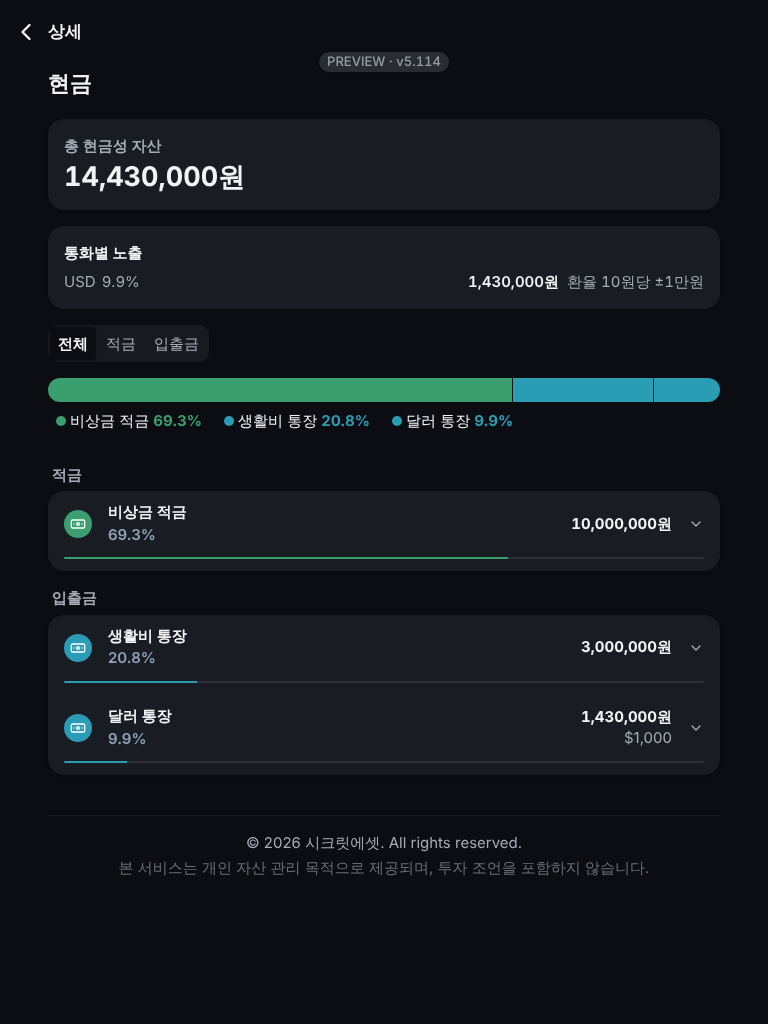 상세
PREVIEW · v5.114
현금
총 현금성 자산
14,430,000원
통화별 노출
USD 9.9% 1,430,000원 환율 10원당 ±1만원
전체 적금 입출금
비상금 적금 69.3% 생활비 통장 20.8% 달러 통장 9.9%
적금
비상금 적금
69.3%
10,000,000원
입출금
생활비 통장
20.8%
3,000,000원
달러 통장
9.9%
1,430,000원
$1,000
© 2026 시크릿에셋. All rights reserved.
본 서비스는 개인 자산 관리 목적으로 제공되며, 투자 조언을 포함하지 않습니다.